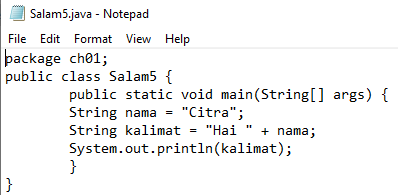 Salam5.java - Notepad
File Edit Format View Help
package ch01;
public class Salam5 {
        public static void main(String[] args) {
        String nama = "Citra";
        String kalimat = "Hai " + nama;
        System.out.println(kalimat);
        }
}